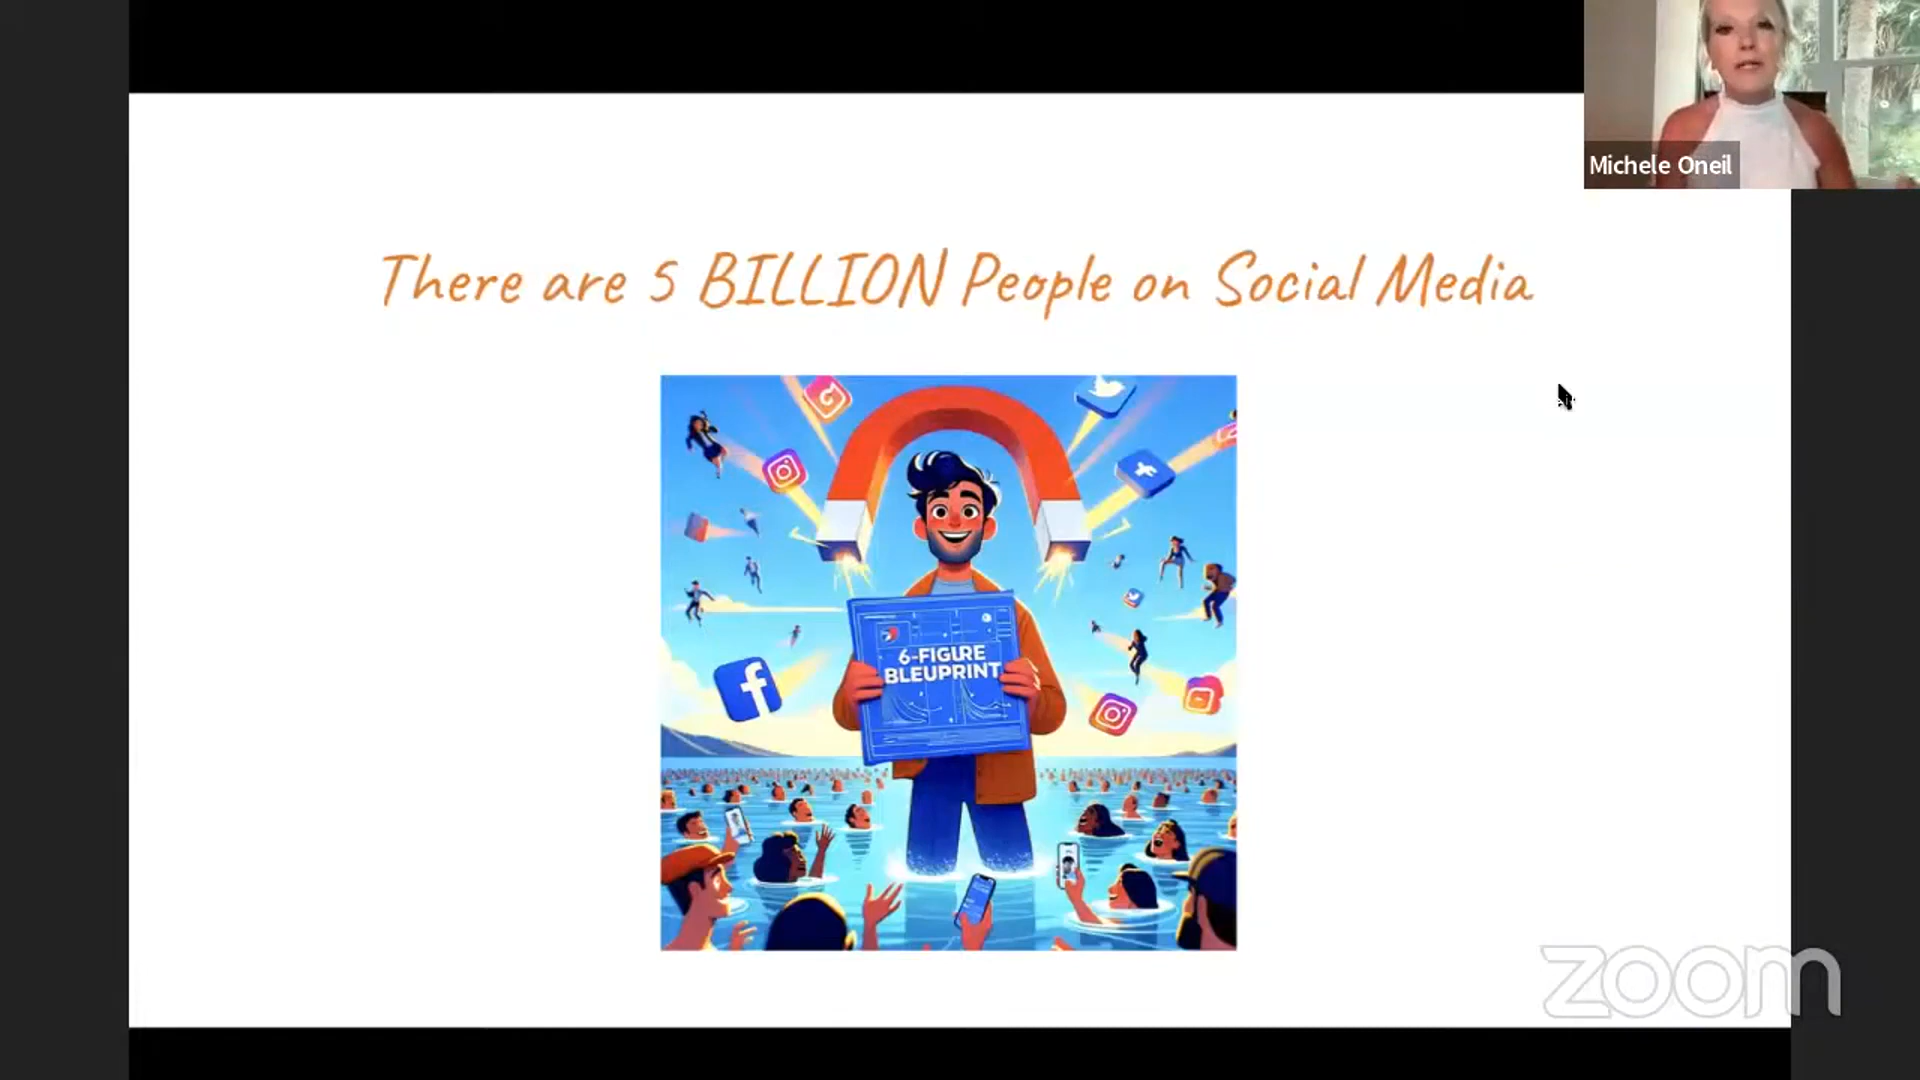 Michele Oneil
There are 5 BILLION People on Social Media
6-FIGURE
BLEUPRINT
zoom